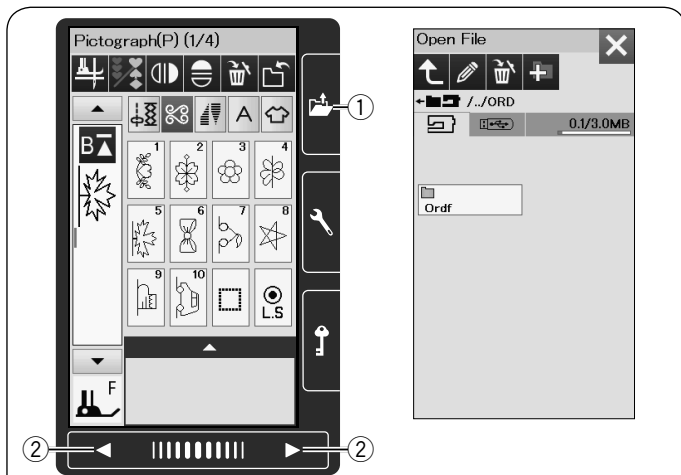 Pictograph(P) (1/4)
B
A
1 2 3 4
5 6 7 8
9 10
L.S
F
1
2 2
Open File
/../ORD
0.1/3.0MB
Ordf